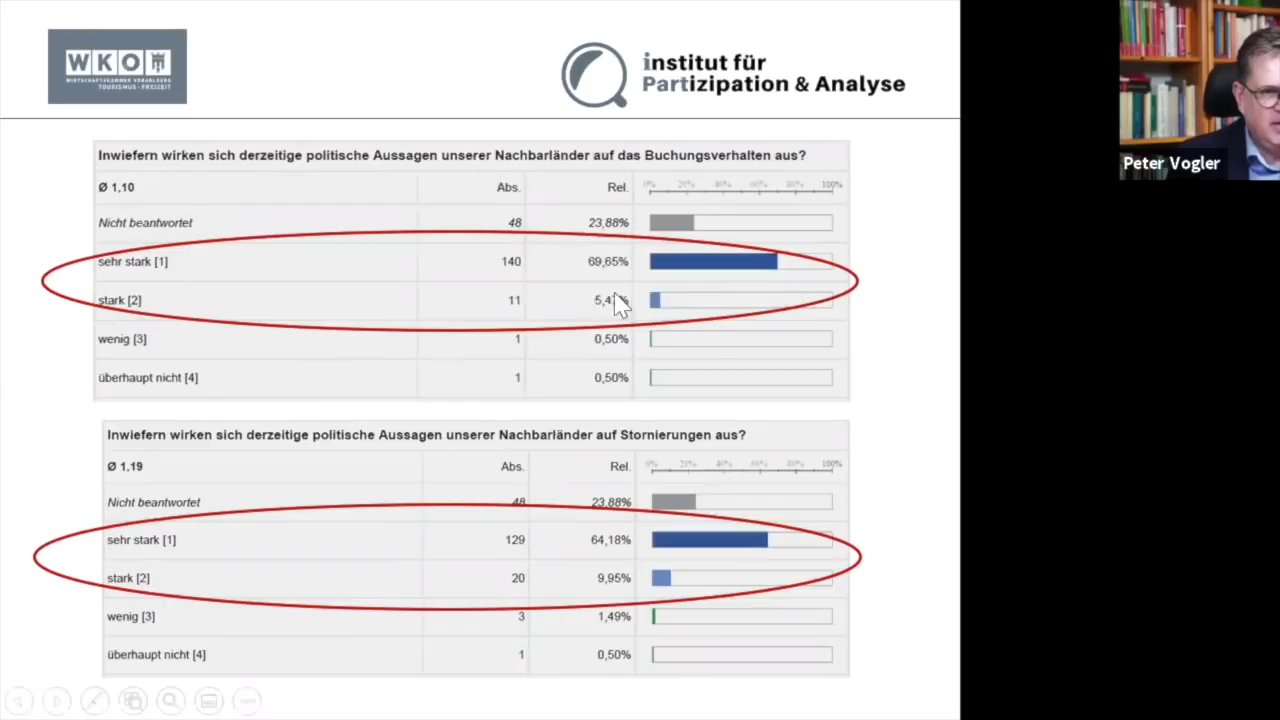 WKO
WIRTSCHAFTSKAMMER VORARLBERG
TOURISMUS · FREIZEIT
institut für
Partizipation & Analyse
Peter Vogler
Inwiefern wirken sich derzeitige politische Aussagen unserer Nachbarländer auf das Buchungsverhalten aus?
Ø 1,10 Abs. Rel. 0% 20% 40% 60% 80% 100%
Nicht beantwortet 48 23,88%
sehr stark [1] 140 69,65%
stark [2] 11
wenig [3] 1 0,50%
überhaupt nicht [4] 1 0,50%
Inwiefern wirken sich derzeitige politische Aussagen unserer Nachbarländer auf Stornierungen aus?
Ø 1,19 Abs. Rel. 0% 20% 40% 60% 80% 100%
Nicht beantwortet 48 23,88%
sehr stark [1] 129 64,18%
stark [2] 20 9,95%
wenig [3] 3 1,49%
überhaupt nicht [4] 1 0,50%